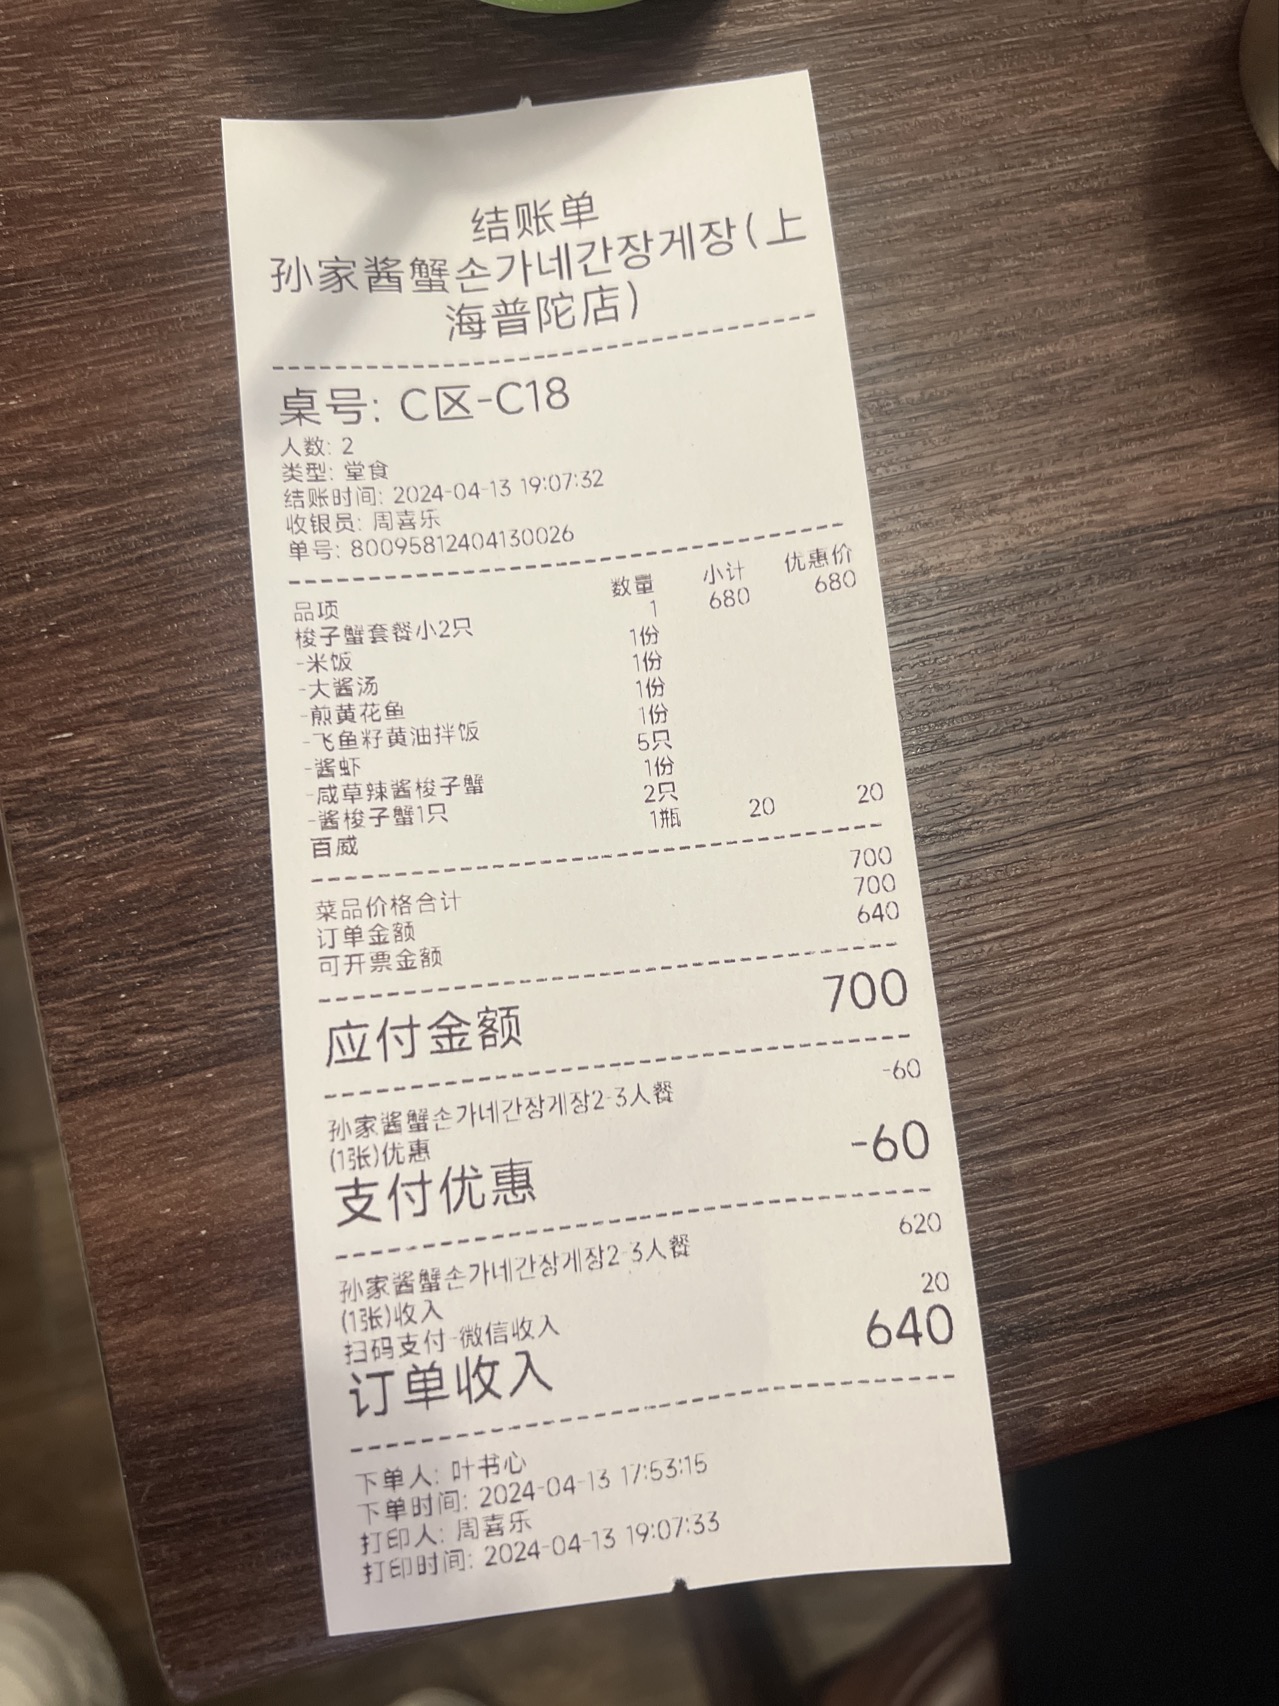 结账单
孙家酱蟹손가네간장게장(上
海普陀店)
桌号: C区-C18
人数: 2
类型: 堂食
结账时间: 2024-04-13 19:07:32
收银员: 周喜乐
单号: 80095812404130026
品项 数量 小计 优惠价
梭子蟹套餐小2只 1 680 680
-米饭 1份
-大酱汤 1份
-煎黄花鱼 1份
-飞鱼籽黄油拌饭 1份
-酱虾 5只
-咸草辣酱梭子蟹 1份
-酱梭子蟹1只 2只
百威 1瓶 20 20
菜品价格合计 700
订单金额 700
可开票金额 640
应付金额 700
孙家酱蟹손가네간장게장2-3人餐 -60
(1张)优惠
支付优惠 -60
孙家酱蟹손가네간장게장2-3人餐 620
(1张)收入
扫码支付-微信收入 20
订单收入 640
下单人: 叶书心
下单时间: 2024-04-13 17:53:15
打印人: 周喜乐
打印时间: 2024-04-13 19:07:33